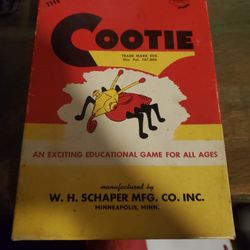 THE
COOTIE
TRADE MARK REG.
AN EXCITING EDUCATIONAL GAME FOR ALL AGES
manufactured by
W. H. SCHAPER MFG. CO. INC.
MINNEAPOLIS, MINN.